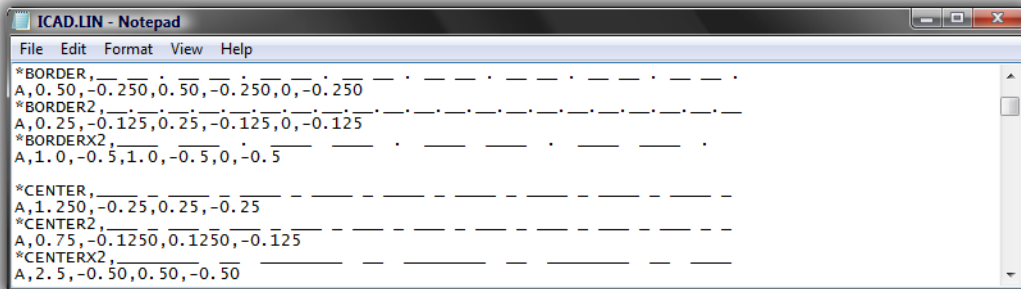 ICAD.LIN - Notepad
File Edit Format View Help
*BORDER,__ __ . __ __ . __ __ . __ __ . __ __ . __ __ . __ __ . __ __ .
A,0.50,-0.250,0.50,-0.250,0,-0.250
*BORDER2,__.__.__.__.__.__.__.__.__.__.__.__.__.__.__.__
A,0.25,-0.125,0.25,-0.125,0,-0.125
*BORDERX2,____ ____ . ____ ____ . ____ ____ . ____ ____ .
A,1.0,-0.5,1.0,-0.5,0,-0.5
*CENTER,____ _ ____ _ ____ _ ____ _ ____ _ ____ _ ____ _ ____ _ ____ _
A,1.250,-0.25,0.25,-0.25
*CENTER2,___ _ ___ _ ___ _ ___ _ ___ _ ___ _ ___ _ ___ _ ___ _ ___ _ _
A,0.75,-0.1250,0.1250,-0.125
*CENTERX2,________ __ ________ __ ________ __ ________ __ ____
A,2.5,-0.50,0.50,-0.50